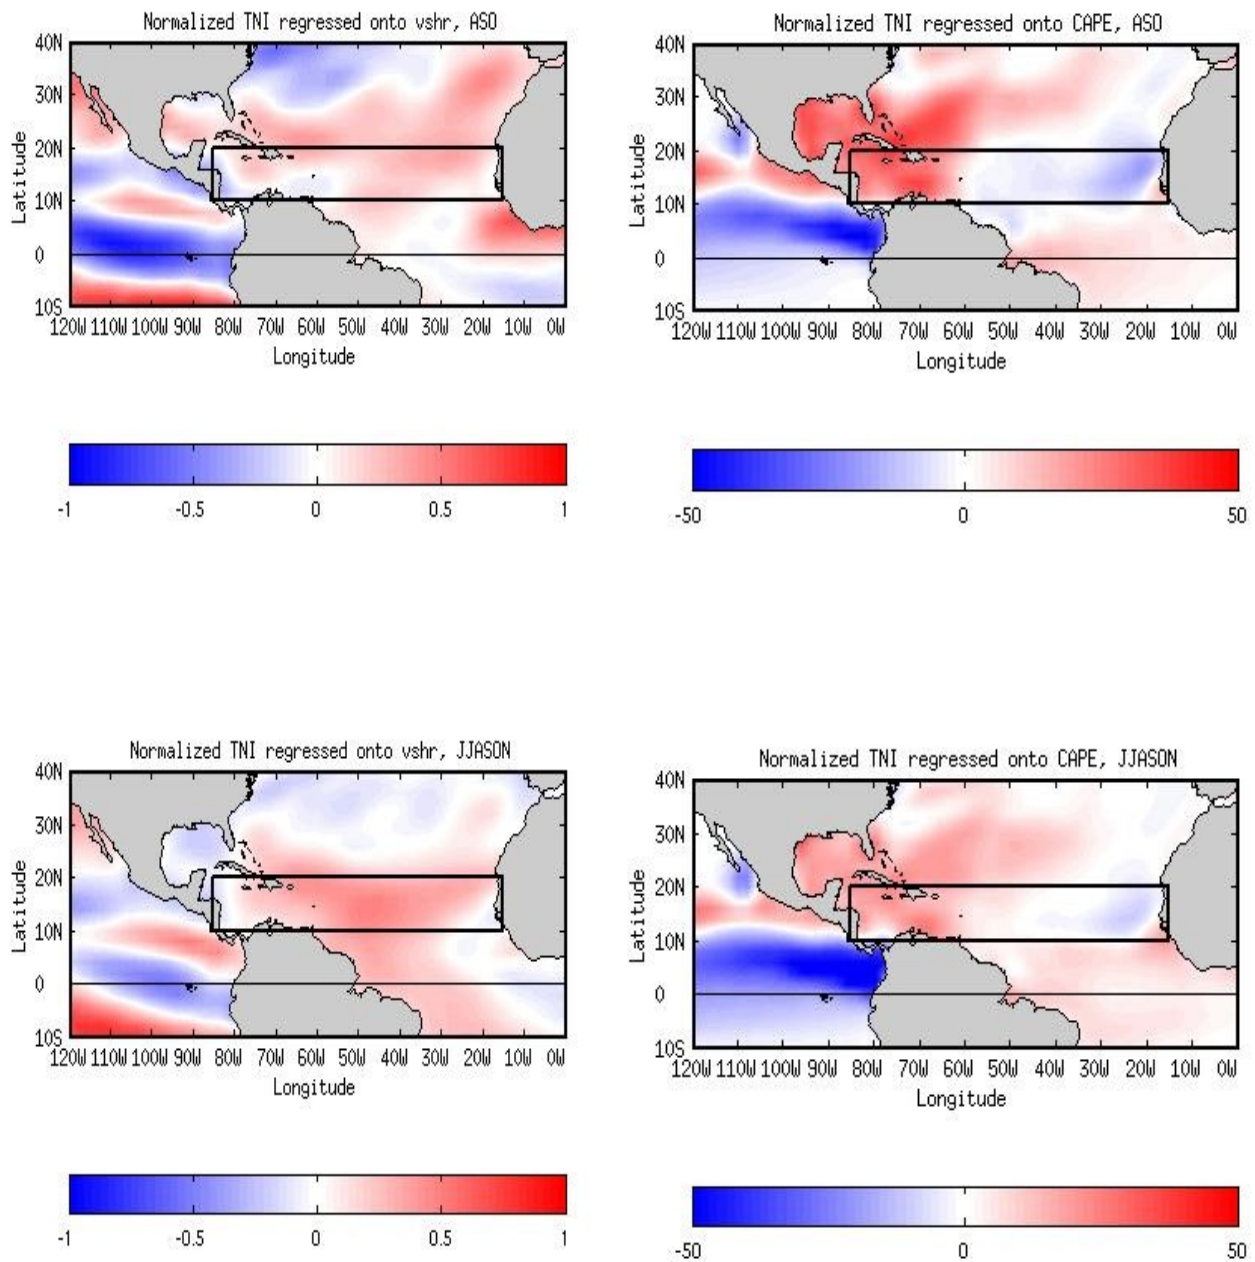 Normalized TNI regressed onto vshr, ASO
40N
30N
20N
10N
0
10S
Latitude
120W 110W 100W 90W 80W 70W 60W 50W 40W 30W 20W 10W 0W
Longitude
-1 -0.5 0 0.5 1
Normalized TNI regressed onto CAPE, ASO
40N
30N
20N
10N
0
10S
Latitude
120W 110W 100W 90W 80W 70W 60W 50W 40W 30W 20W 10W 0W
Longitude
-50 0 50
Normalized TNI regressed onto vshr, JJASON
40N
30N
20N
10N
0
10S
Latitude
120W 110W 100W 90W 80W 70W 60W 50W 40W 30W 20W 10W 0W
Longitude
-1 -0.5 0 0.5 1
Normalized TNI regressed onto CAPE, JJASON
40N
30N
20N
10N
0
10S
Latitude
120W 110W 100W 90W 80W 70W 60W 50W 40W 30W 20W 10W 0W
Longitude
-50 0 50